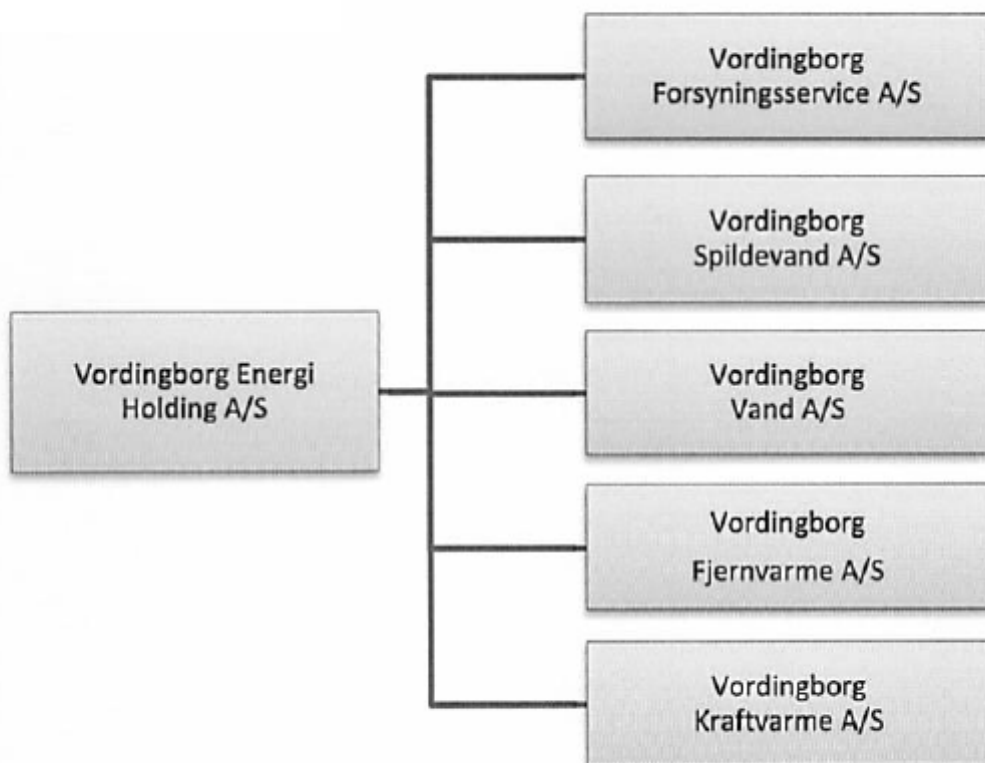 Vordingborg
Forsyningsservice A/S
Vordingborg
Spildevand A/S
Vordingborg Energi
Holding A/S
Vordingborg
Vand A/S
Vordingborg
Fjernvarme A/S
Vordingborg
Kraftvarme A/S